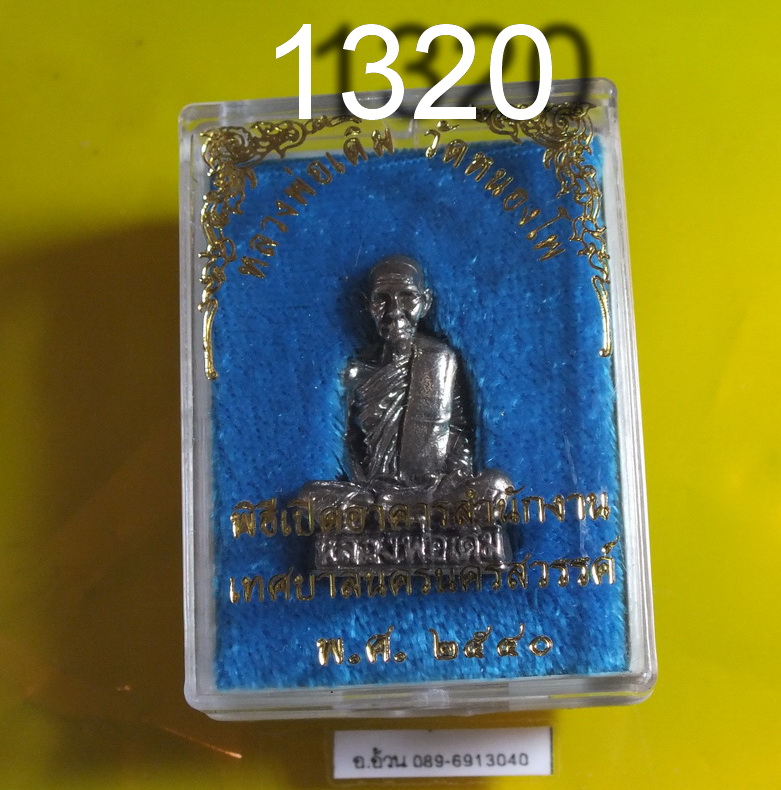 1320
หลวงพ่อเดิม วัดหนองโพ
พิธีเปิดอาคารสำนักงาน
หลวงพ่อเดิม
เทศบาลนครนครสวรรค์
พ.ศ. ๒๕๔๐
อ.อ้วน 089-6913040